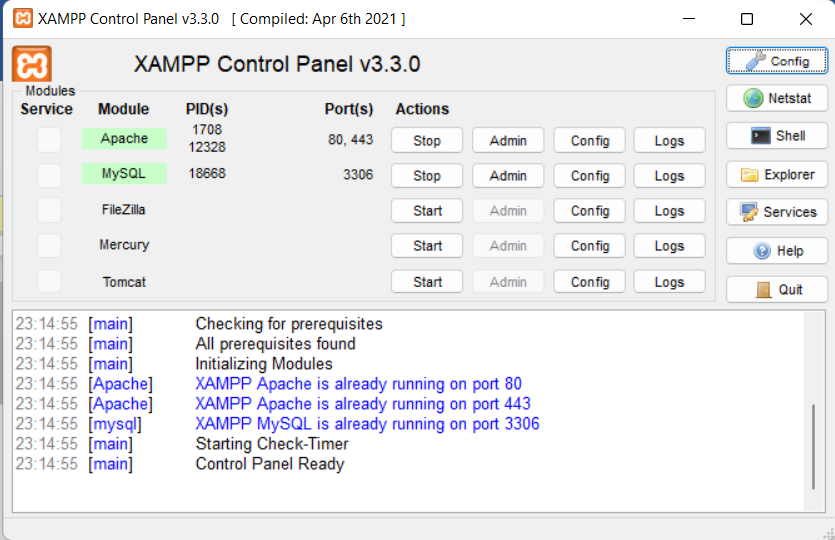 XAMPP Control Panel v3.3.0 [ Compiled: Apr 6th 2021 ]
XAMPP Control Panel v3.3.0
Config
Modules
Service Module PID(s) Port(s) Actions
Netstat
Apache 1708 12328 80, 443 Stop Admin Config Logs
Shell
MySQL 18668 3306 Stop Admin Config Logs
Explorer
FileZilla Start Admin Config Logs
Services
Mercury Start Admin Config Logs
Help
Tomcat Start Admin Config Logs
Quit
23:14:55 [main] Checking for prerequisites
23:14:55 [main] All prerequisites found
23:14:55 [main] Initializing Modules
23:14:55 [Apache] XAMPP Apache is already running on port 80
23:14:55 [Apache] XAMPP Apache is already running on port 443
23:14:55 [mysql] XAMPP MySQL is already running on port 3306
23:14:55 [main] Starting Check-Timer
23:14:55 [main] Control Panel Ready